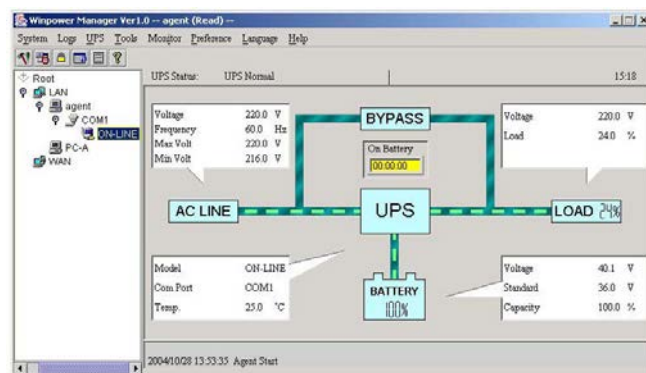 Winpower Manager Ver1.0 -- agent (Read) --
System Logs UPS Tools Monitor Preference Language Help
Root
LAN
agent
COM1
ON-LINE
PC-A
WAN
UPS Status: UPS Normal 15:18
Voltage 220.0 V
Frequency 60.0 Hz
Max Volt 220.0 V
Min Volt 216.0 V
BYPASS
On Battery
00:00:00
Voltage 220.0 V
Load 24.0 %
AC LINE
UPS
LOAD 24%
Model ON-LINE
Com Port COM1
Temp. 25.0 °C
BATTERY
100%
Voltage 40.1 V
Standard 36.0 V
Capacity 100.0 %
2004/10/28 13:53:35 Agent Start